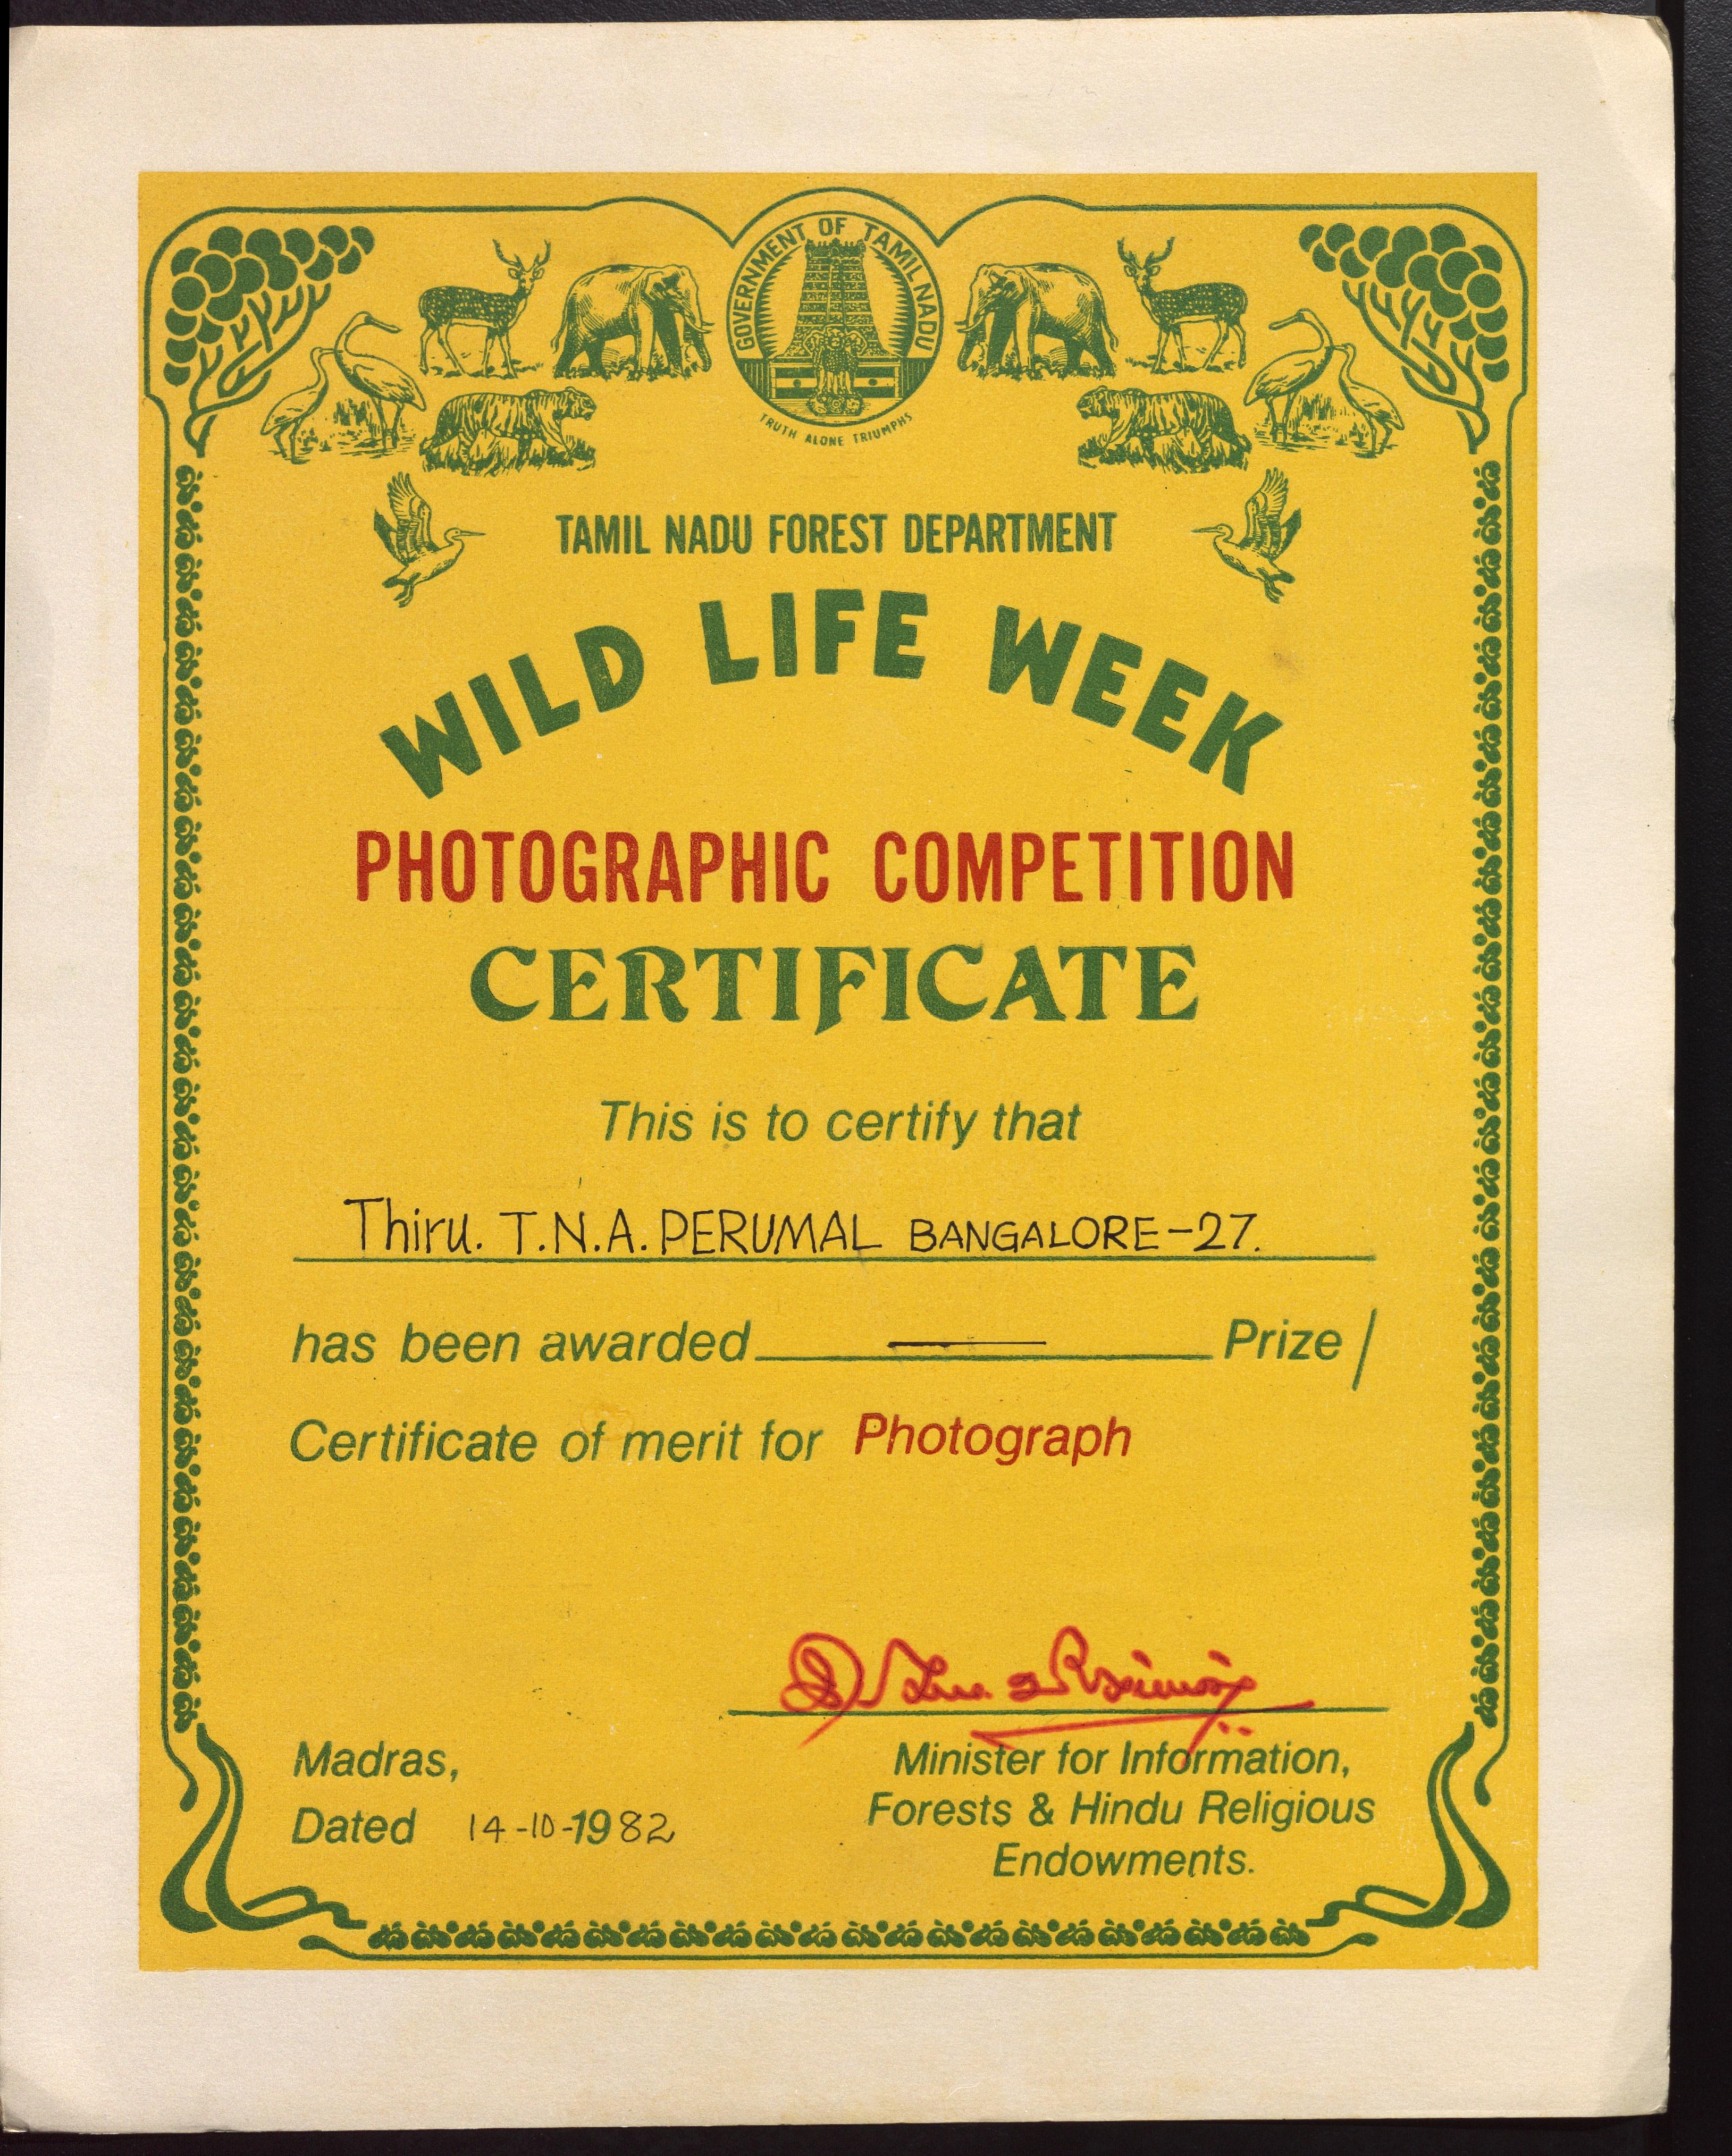 GOVERNMENT OF TAMIL NADU
TRUTH ALONE TRIUMPHS
TAMIL NADU FOREST DEPARTMENT
WILD LIFE WEEK
PHOTOGRAPHIC COMPETITION
CERTIFICATE
This is to certify that
Thiru. T.N.A. PERUMAL BANGALORE-27.
has been awarded — Prize /
Certificate of merit for Photograph
Madras,
Dated 14-10-1982
Minister for Information,
Forests & Hindu Religious
Endowments.